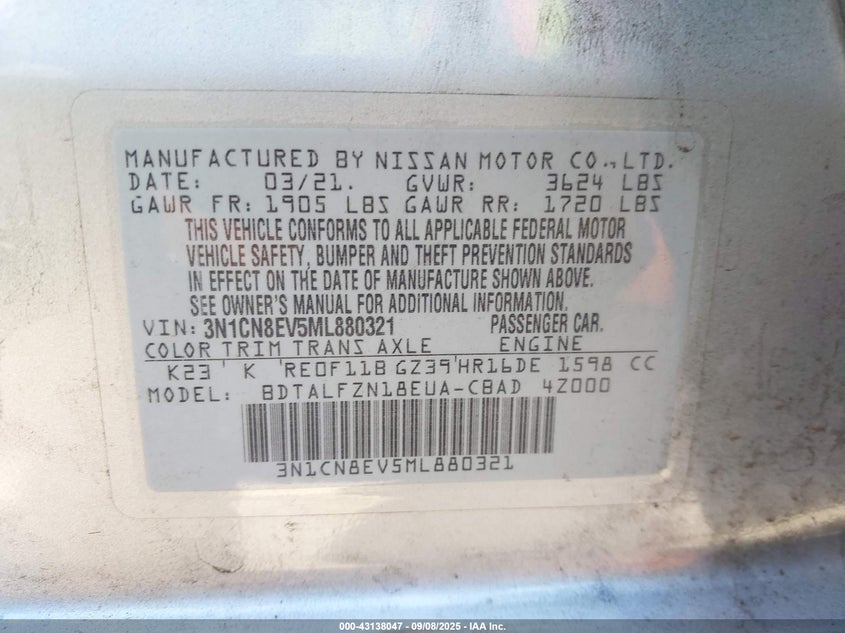 MANUFACTURED BY NISSAN MOTOR CO., LTD.
DATE: 03/21. GVWR: 3624 LBS
GAWR FR: 1905 LBS GAWR RR: 1720 LBS
THIS VEHICLE CONFORMS TO ALL APPLICABLE FEDERAL MOTOR
VEHICLE SAFETY, BUMPER AND THEFT PREVENTION STANDARDS
IN EFFECT ON THE DATE OF MANUFACTURE SHOWN ABOVE.
SEE OWNER'S MANUAL FOR ADDITIONAL INFORMATION.
VIN: 3N1CN8EV5ML880321 PASSENGER CAR.
COLOR TRIM TRANS AXLE ENGINE
K23 K RE0F11B GZ39 HR16DE 1598 CC
MODEL: BDTALFZN18EUA-CBAD 4Z000
3N1CN8EV5ML880321
000-43138047 - 09/08/2025 - IAA Inc.